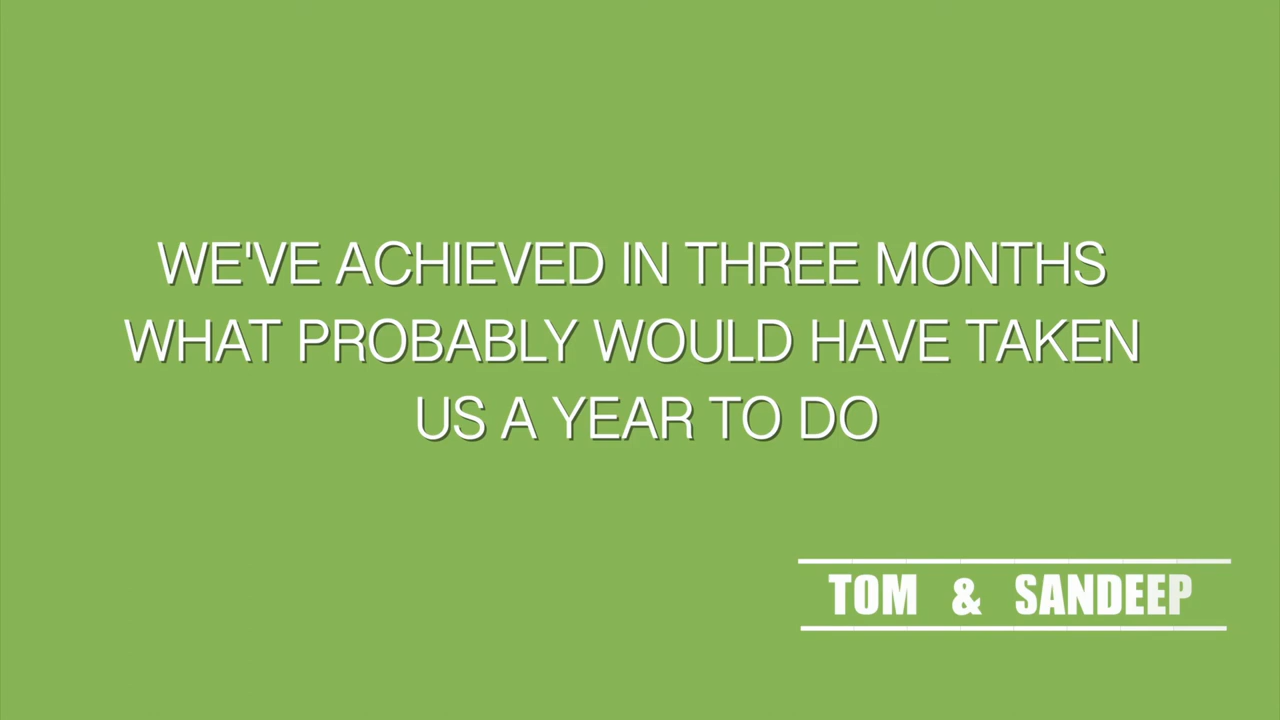 WE'VE ACHIEVED IN THREE MONTHS
WHAT PROBABLY WOULD HAVE TAKEN
US A YEAR TO DO
TOM & SANDEEP